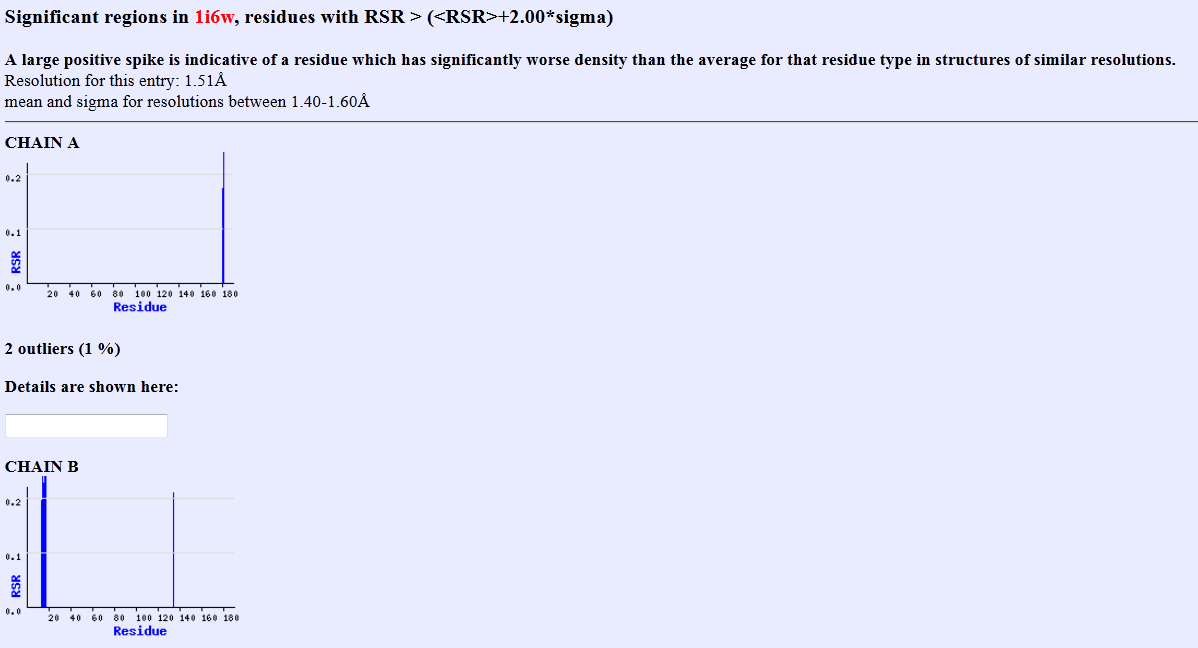 Significant regions in 1i6w, residues with RSR > (<RSR>+2.00*sigma)
A large positive spike is indicative of a residue which has significantly worse density than the average for that residue type in structures of similar resolutions.
Resolution for this entry: 1.51Å
mean and sigma for resolutions between 1.40-1.60Å
CHAIN A
0.2
0.1
RSR
0.0
20 40 60 80 100 120 140 160 180
Residue
2 outliers (1 %)
Details are shown here:
CHAIN B
0.2
0.1
RSR
0.0
20 40 60 80 100 120 140 160 180
Residue